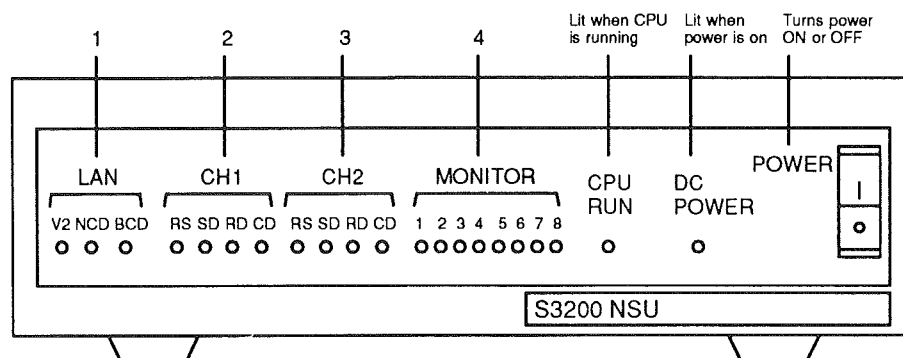 1 2 3 4
Lit when CPU
is running
Lit when
power is on
Turns power
ON or OFF
LAN CH1 CH2 MONITOR
V2 NCD BCD RS SD RD CD RS SD RD CD 1 2 3 4 5 6 7 8
CPU
RUN
DC
POWER
POWER
S3200 NSU